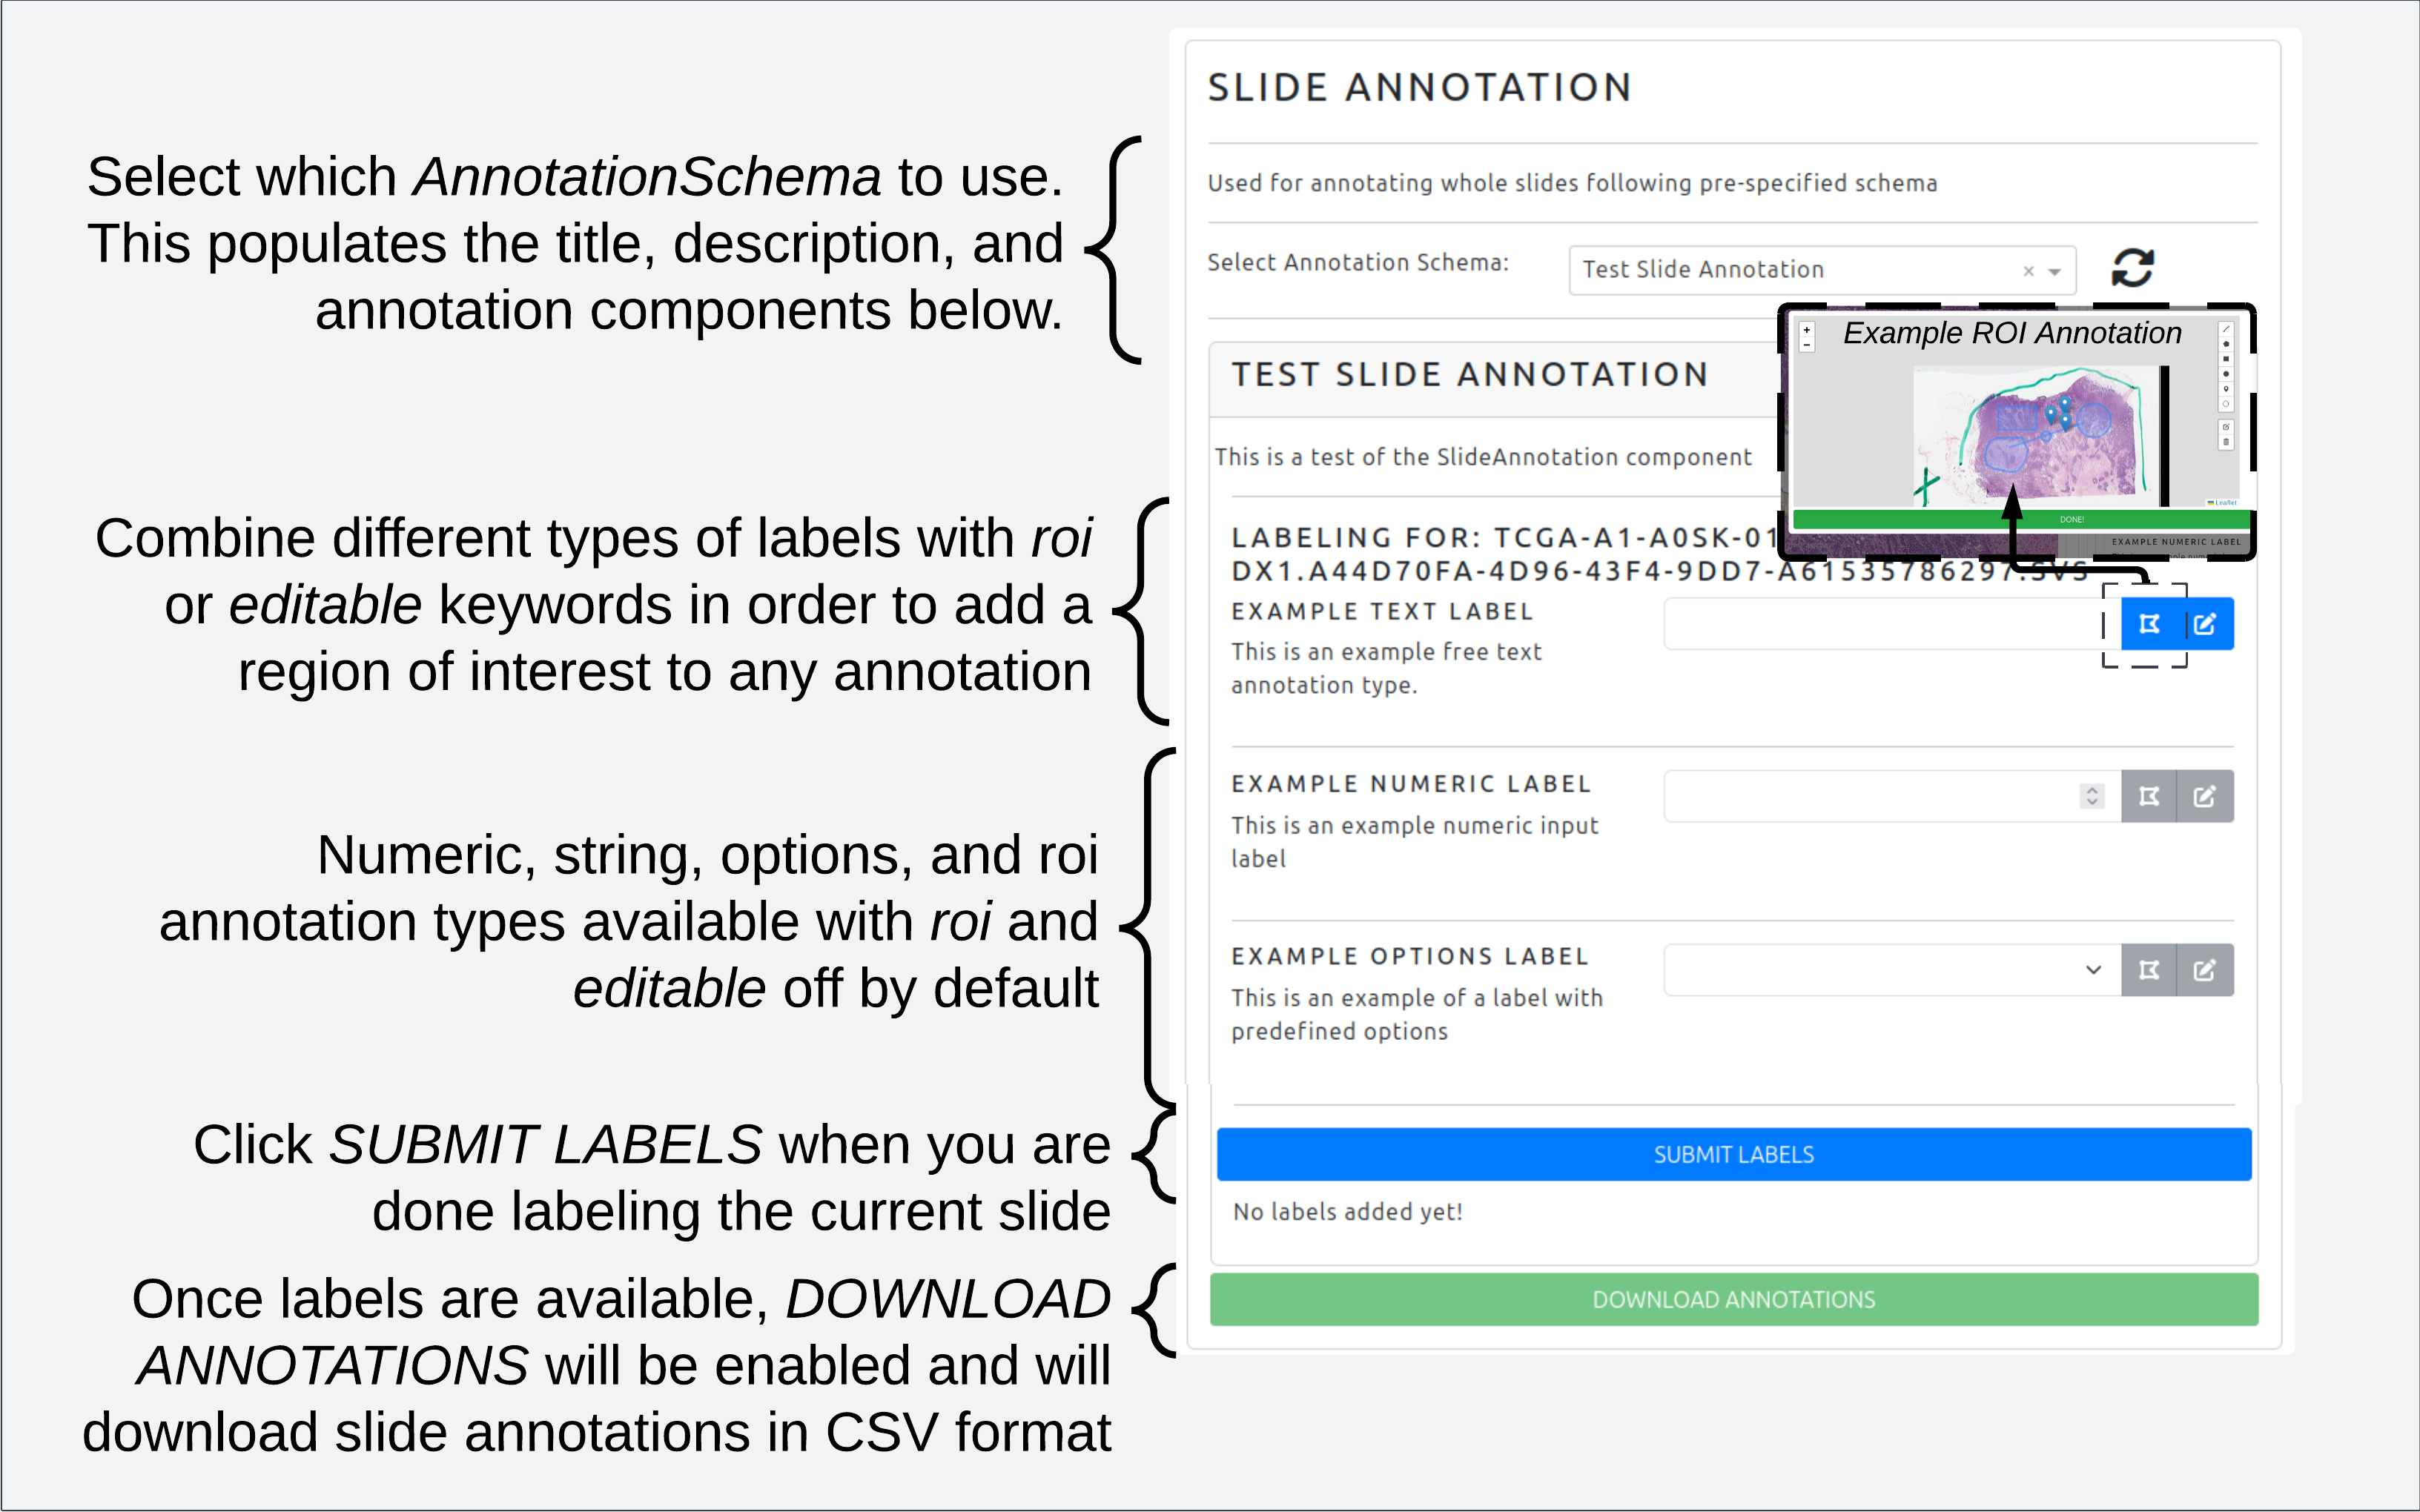 Select which AnnotationSchema to use.
This populates the title, description, and
annotation components below.
Combine different types of labels with roi
or editable keywords in order to add a
region of interest to any annotation
Numeric, string, options, and roi
annotation types available with roi and
editable off by default
Click SUBMIT LABELS when you are
done labeling the current slide
Once labels are available, DOWNLOAD
ANNOTATIONS will be enabled and will
download slide annotations in CSV format
SLIDE ANNOTATION
Used for annotating whole slides following pre-specified schema
Select Annotation Schema:
Test Slide Annotation
Example ROI Annotation
Leaflet
DONE!
EXAMPLE NUMERIC LABEL
TEST SLIDE ANNOTATION
This is a test of the SlideAnnotation component
LABELING FOR: TCGA-A1-A0SK-01
DX1.A44D70FA-4D96-43F4-9DD7-A61535786297.SVS
EXAMPLE TEXT LABEL
This is an example free text
annotation type.
EXAMPLE NUMERIC LABEL
This is an example numeric input
label
EXAMPLE OPTIONS LABEL
This is an example of a label with
predefined options
SUBMIT LABELS
No labels added yet!
DOWNLOAD ANNOTATIONS